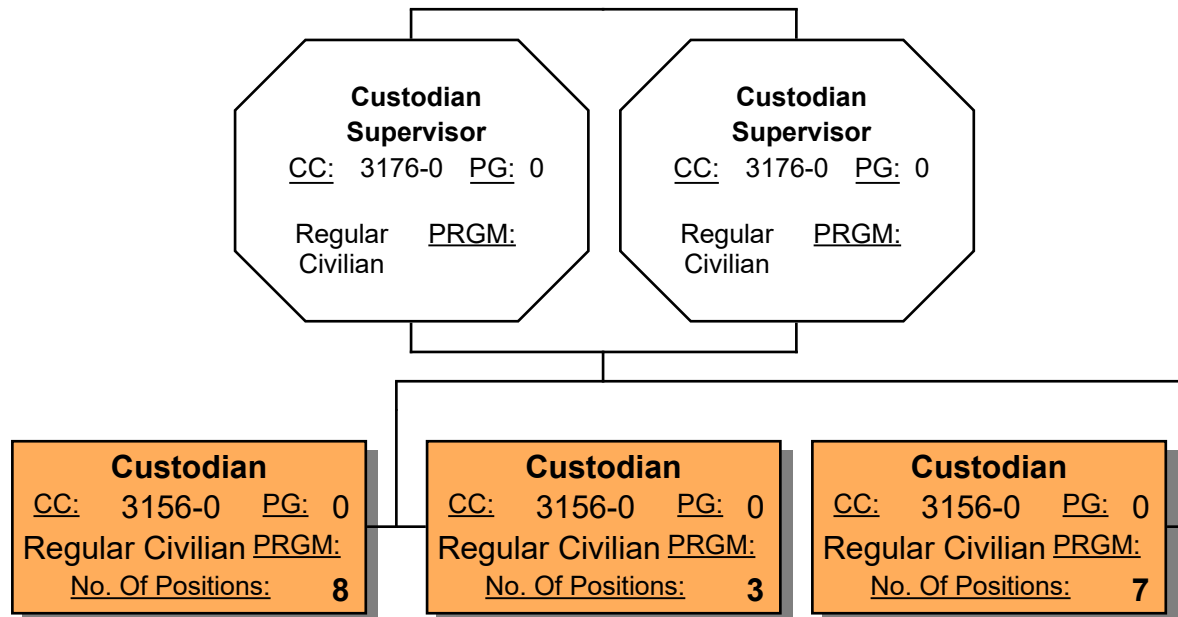 Custodian
Supervisor
CC: 3176-0 PG: 0
Regular PRGM:
Civilian
Custodian
Supervisor
CC: 3176-0 PG: 0
Regular PRGM:
Civilian
Custodian
CC: 3156-0 PG: 0
Regular Civilian PRGM:
No. Of Positions: 8
Custodian
CC: 3156-0 PG: 0
Regular Civilian PRGM:
No. Of Positions: 3
Custodian
CC: 3156-0 PG: 0
Regular Civilian PRGM:
No. Of Positions: 7